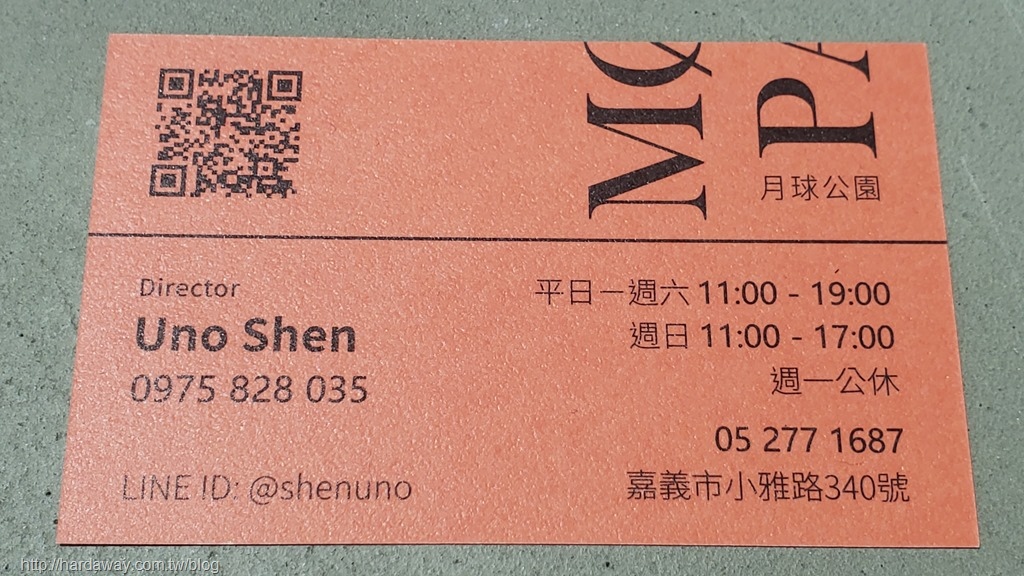 MO
PA
月球公園
Director
Uno Shen
0975 828 035
LINE ID: @shenuno
平日－週六 11:00 - 19:00
週日 11:00 - 17:00
週一公休
05 277 1687
嘉義市小雅路340號
http://hardaway.com.tw/blog